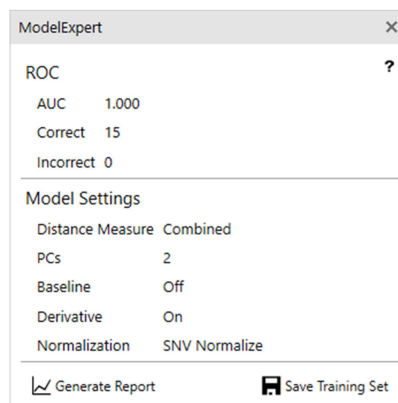 ModelExpert ×
ROC ?
AUC 1.000
Correct 15
Incorrect 0
Model Settings
Distance Measure Combined
PCs 2
Baseline Off
Derivative On
Normalization SNV Normalize
Generate Report Save Training Set